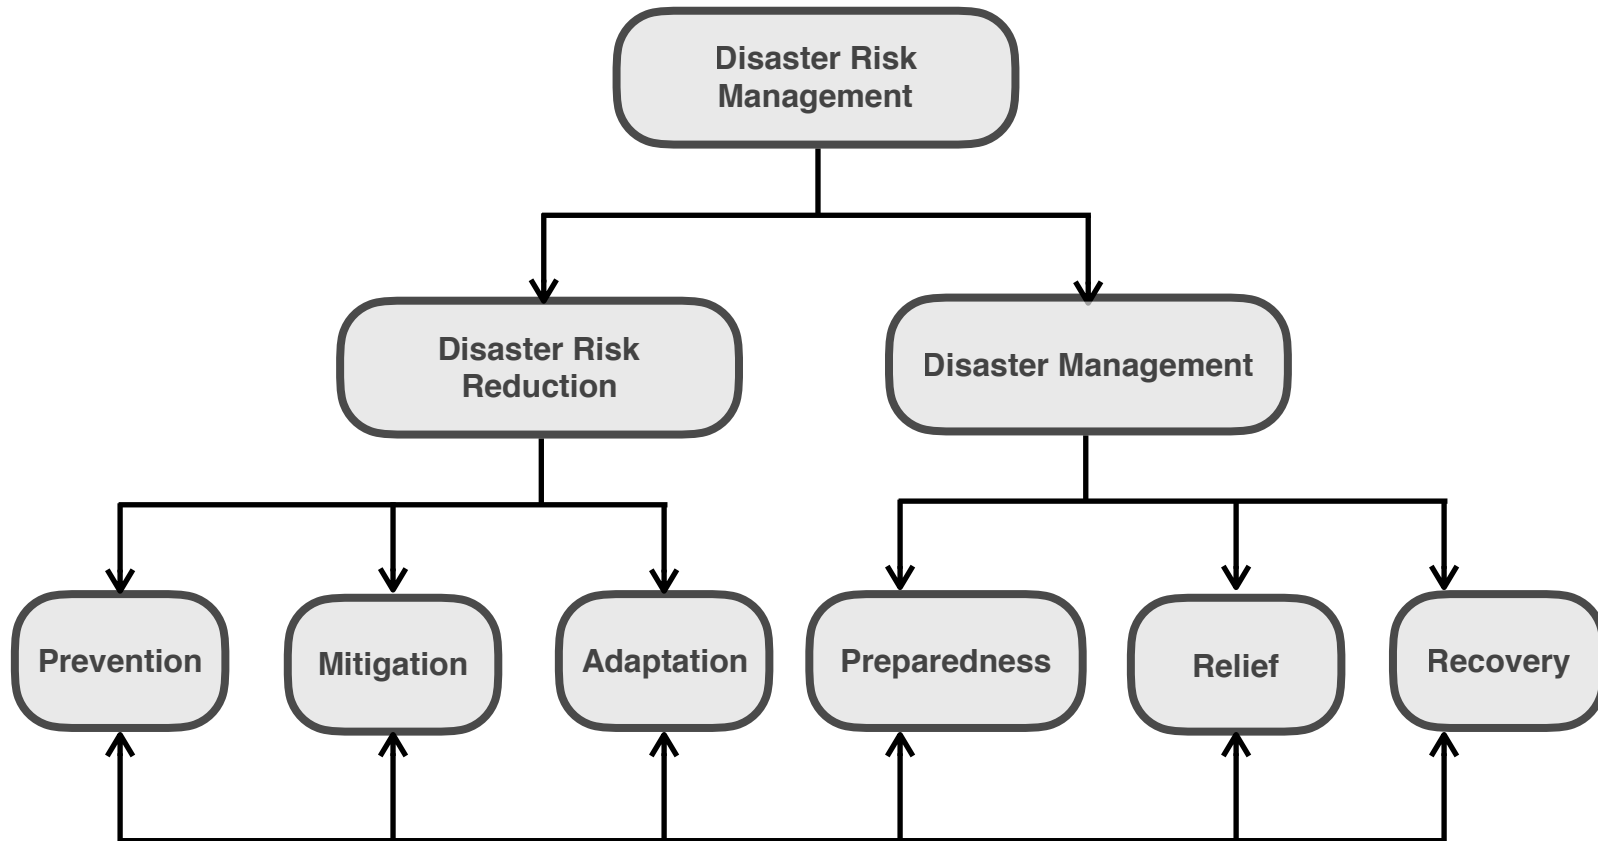 Disaster Risk
Management
Disaster Risk
Reduction
Disaster Management
Prevention
Mitigation
Adaptation
Preparedness
Relief
Recovery